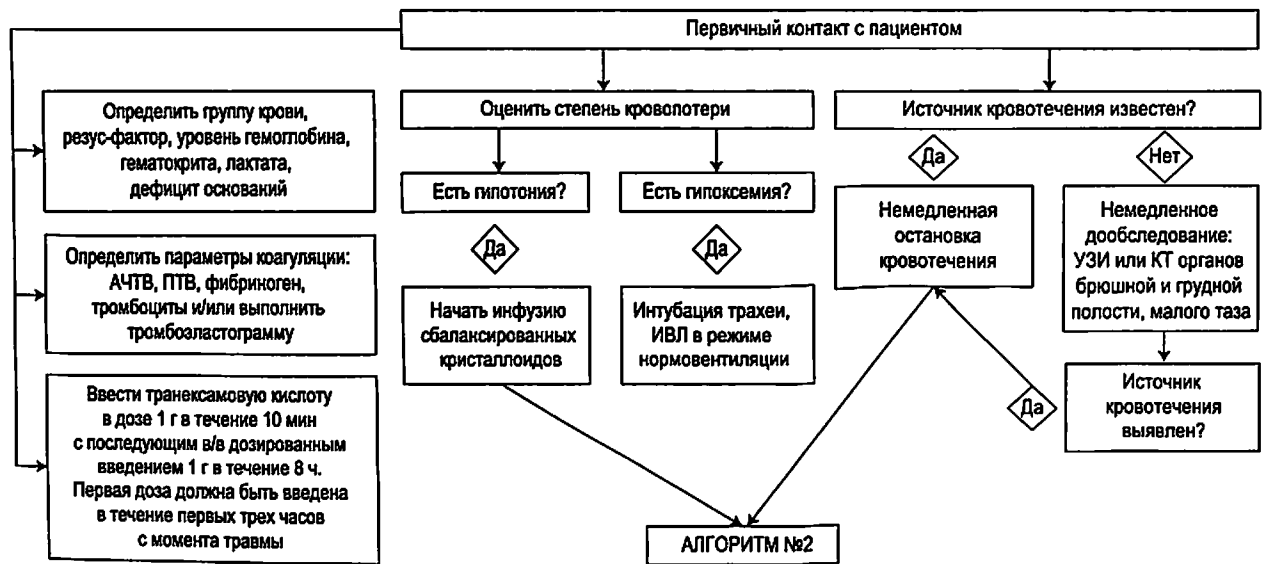 Первичный контакт с пациентом
Определить группу крови,
резус-фактор, уровень гемоглобина,
гематокрита, лактата,
дефицит оснований
Определить параметры коагуляции:
АЧТВ, ПТВ, фибриноген,
тромбоциты и/или выполнить
тромбоэластограмму
Ввести транексамовую кислоту
в дозе 1 г в течение 10 мин
с последующим в/в дозированным
введением 1 г в течение 8 ч.
Первая доза должна быть введена
в течение первых трех часов
с момента травмы
Оценить степень кровопотери
Есть гипотония?
Да
Начать инфузию
сбалансированных
кристаллоидов
Есть гипоксемия?
Да
Интубация трахеи,
ИВЛ в режиме
нормовентиляции
Источник кровотечения известен?
Да
Немедленная
остановка
кровотечения
Нет
Немедленное
дообследование:
УЗИ или КТ органов
брюшной и грудной
полости, малого таза
Источник
кровотечения
выявлен?
Да
АЛГОРИТМ №2